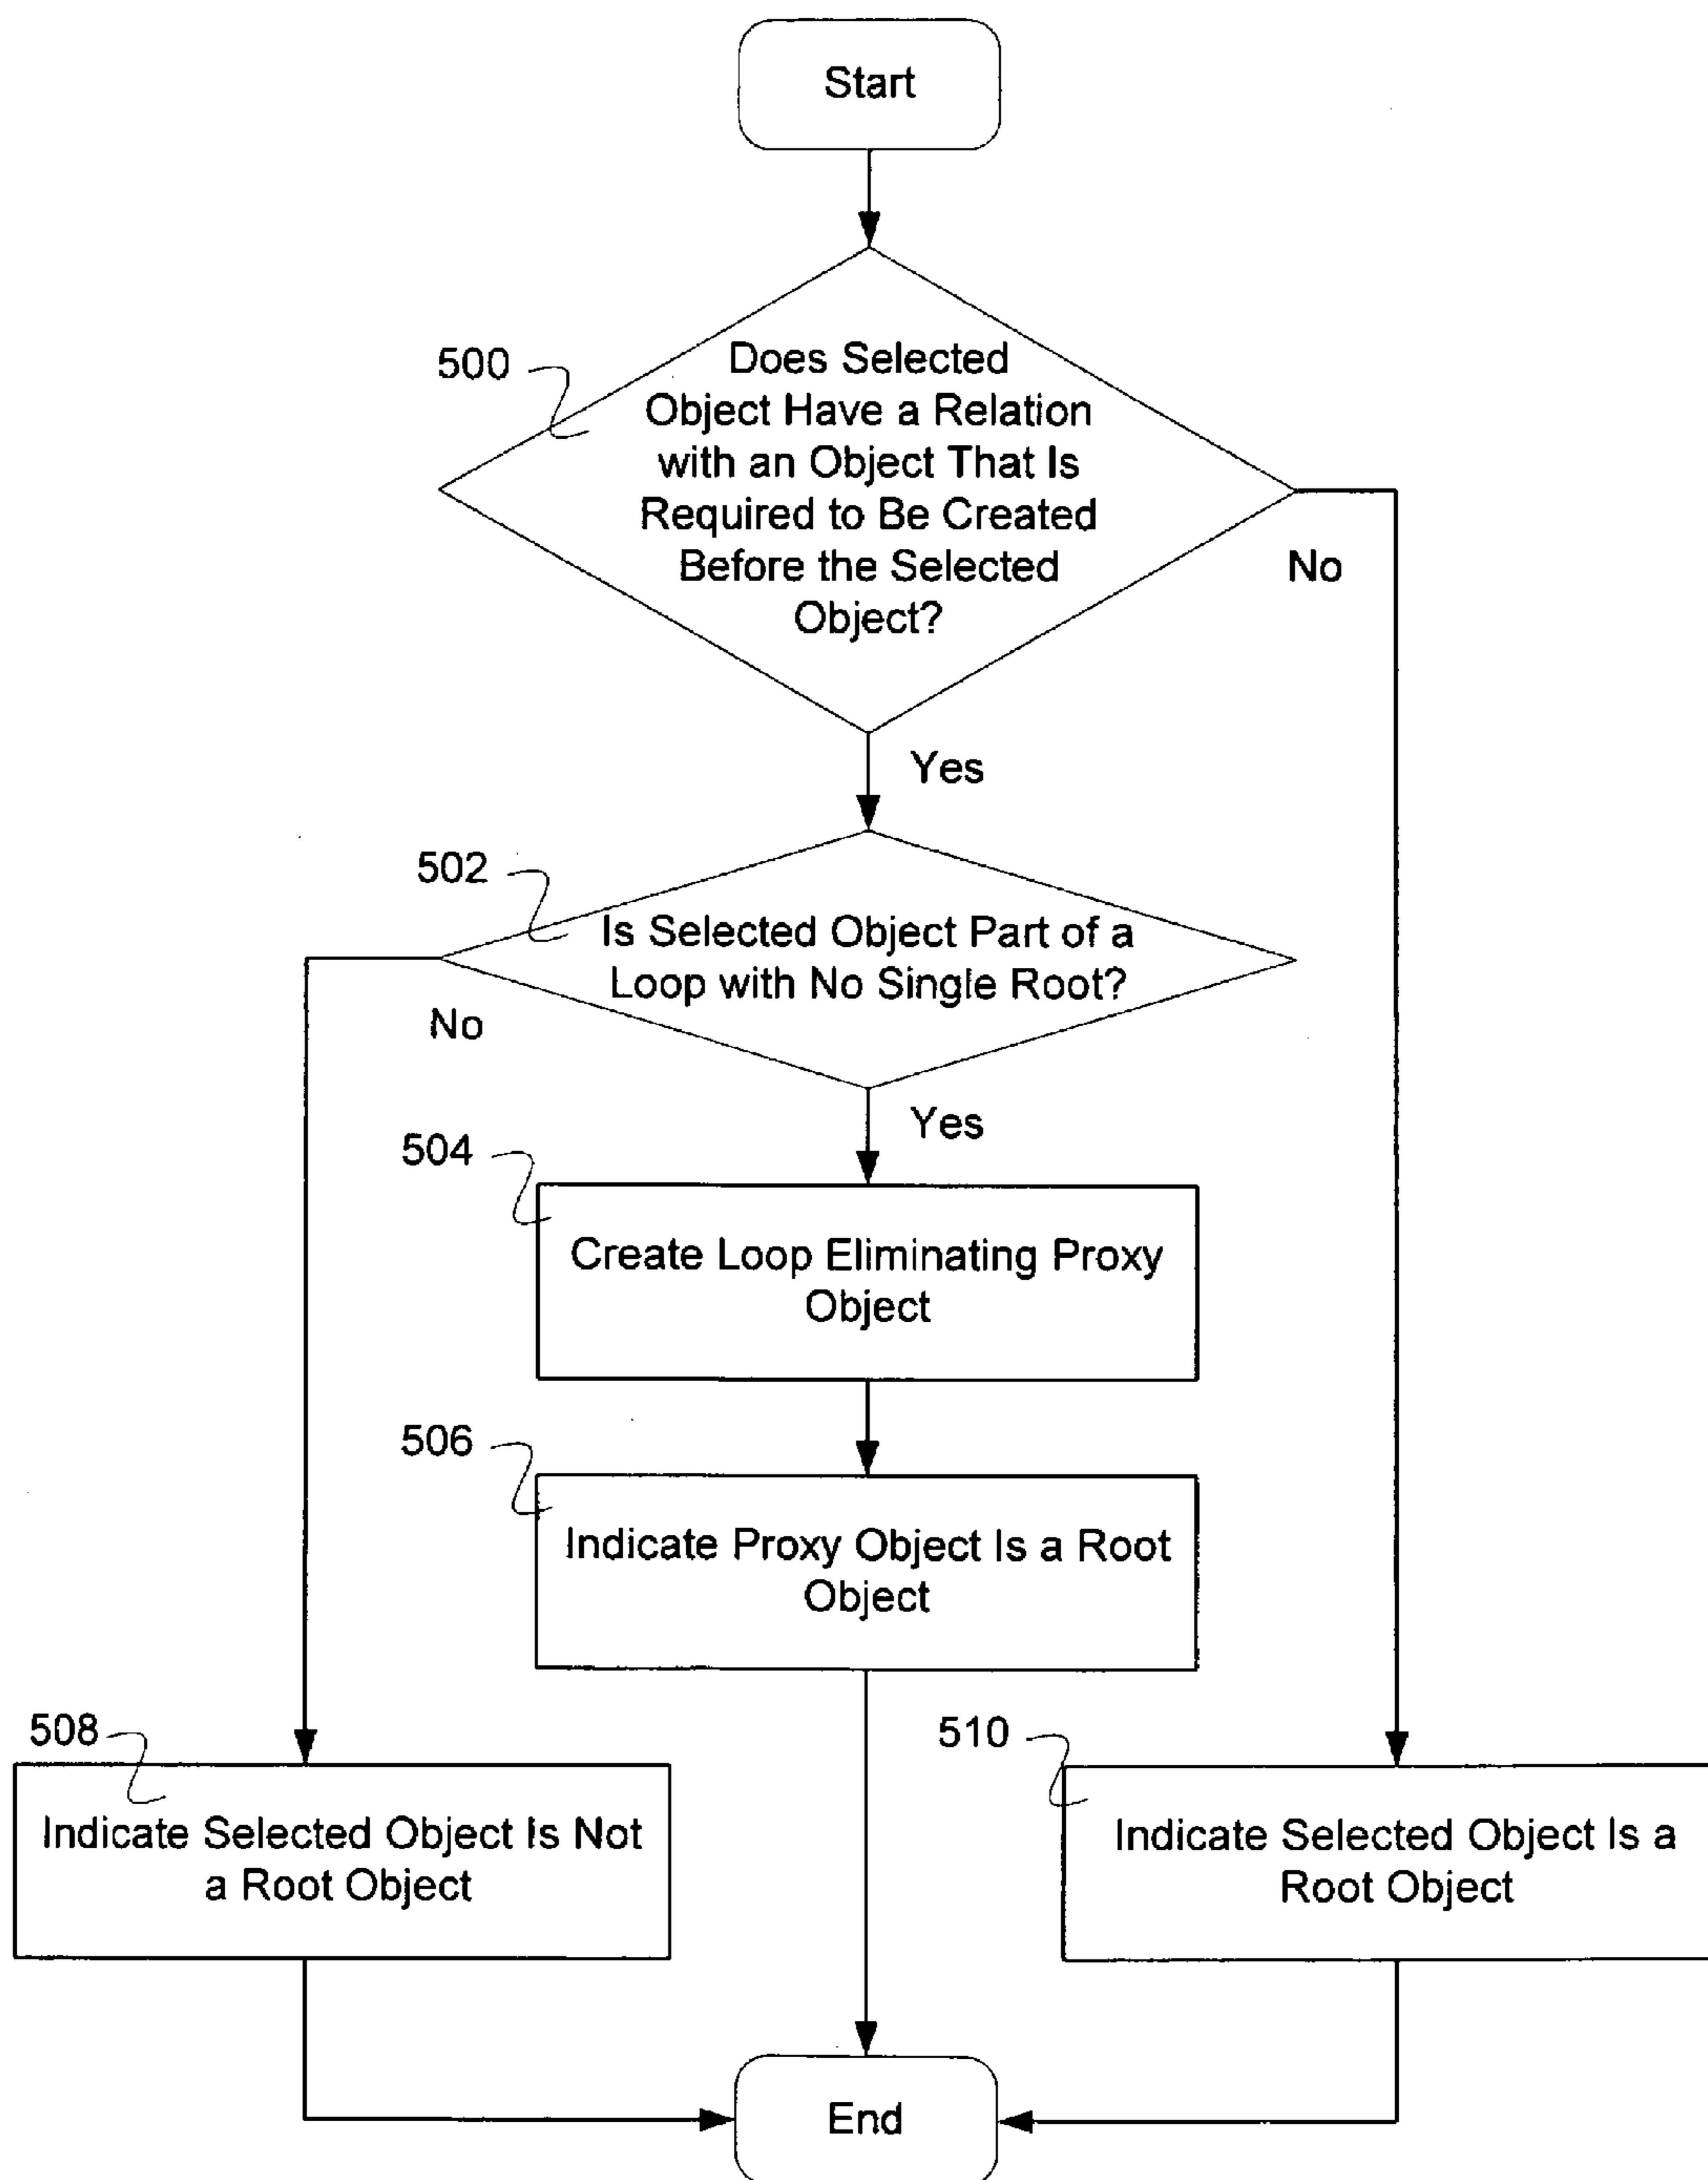 Start
500
Does Selected
Object Have a Relation
with an Object That Is
Required to Be Created
Before the Selected
Object?
No
Yes
502
Is Selected Object Part of a
Loop with No Single Root?
No
Yes
504
Create Loop Eliminating Proxy
Object
506
Indicate Proxy Object Is a Root
Object
508
Indicate Selected Object Is Not
a Root Object
510
Indicate Selected Object Is a
Root Object
End